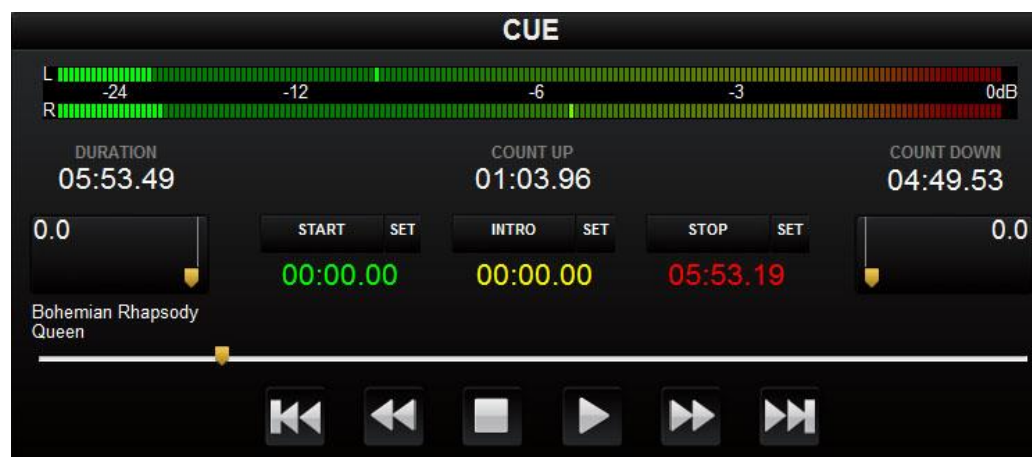 CUE
L
-24 -12 -6 -3 0dB
R
DURATION COUNT UP COUNT DOWN
05:53.49 01:03.96 04:49.53
0.0 START SET INTRO SET STOP SET 0.0
00:00.00 00:00.00 05:53.19
Bohemian Rhapsody
Queen